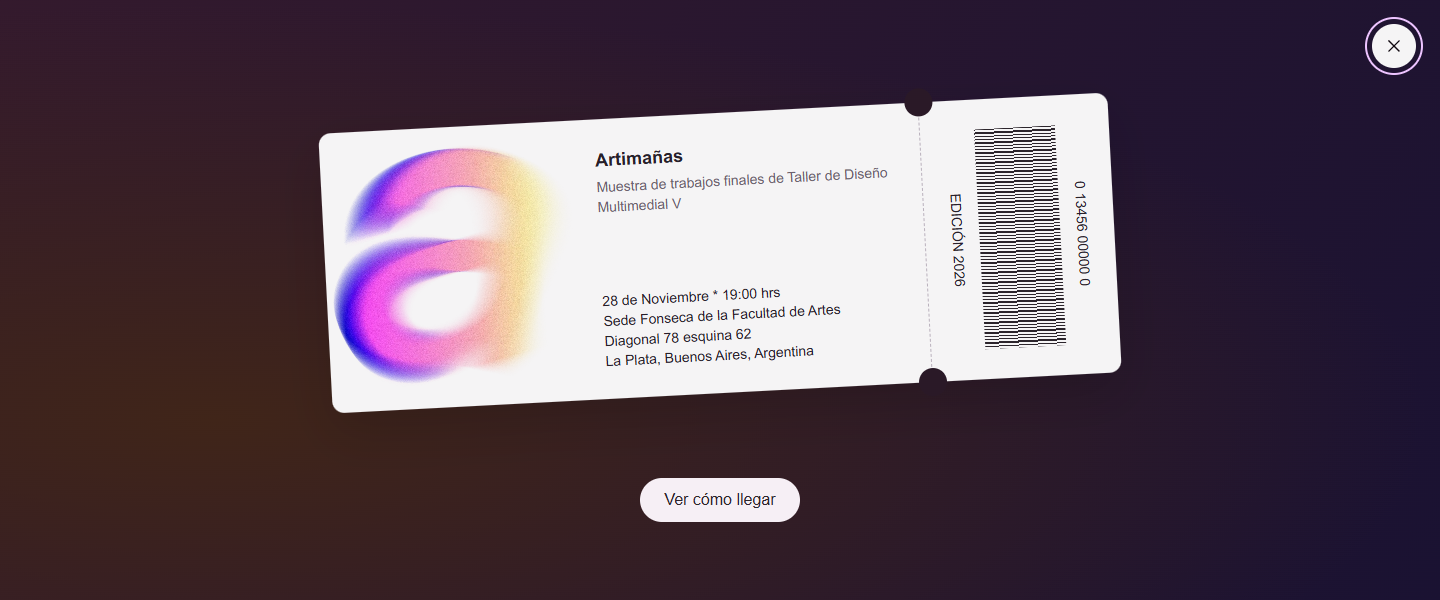 a
Artimañas
Muestra de trabajos finales de Taller de Diseño
Multimedial V
28 de Noviembre * 19:00 hrs
Sede Fonseca de la Facultad de Artes
Diagonal 78 esquina 62
La Plata, Buenos Aires, Argentina
EDICIÓN 2026
0 13456 00000 0
Ver cómo llegar